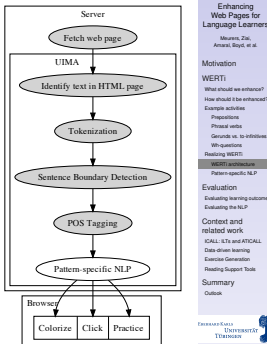 Server
Fetch web page
UIMA
Identify text in HTML page
Tokenization
Sentence Boundary Detection
POS Tagging
Pattern-specific NLP
Browser
Colorize Click Practice
Enhancing
Web Pages for
Language Learners
Meurers, Ziai,
Amaral, Boyd, et al.
Motivation
WERTi
What should we enhance?
How should it be enhanced?
Example activities
Prepositions
Phrasal verbs
Gerunds vs. to-infinitives
Wh-questions
Realizing WERTi
WERTi architecture
Pattern-specific NLP
Evaluation
Evaluating learning outcome
Evaluating the NLP
Context and
related work
ICALL: ILTs and ATICALL
Data-driven learning
Exercise Generation
Reading Support Tools
Summary
Outlook
EBERHARD KARLS
UNIVERSITÄT
TÜBINGEN